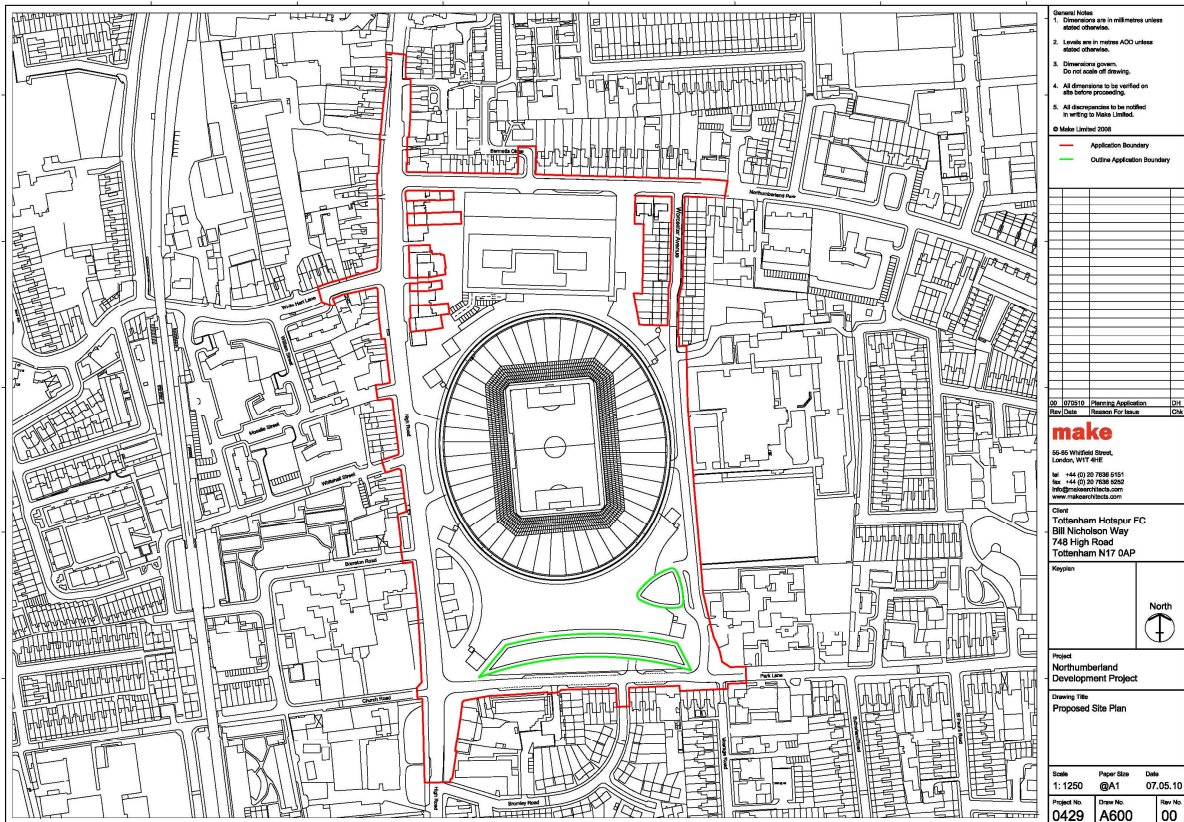 General Notes
1. Dimensions are in millimetres unless
stated otherwise.
2. Levels are in metres AOD unless
stated otherwise.
3. Dimensions govern.
Do not scale off drawing.
4. All dimensions to be verified on
site before proceeding.
5. All discrepancies to be notified
in writing to Make Limited.
© Make Limited 2008
Application Boundary
Outline Application Boundary
00 070510 Planning Application DH
Rev Date Reason For Issue Chk
make
55-65 Whitfield Street,
London, W1T 4HE
tel +44 (0) 20 7636 5151
fax +44 (0) 20 7636 5252
info@makearchitects.com
www.makearchitects.com
Client
Tottenham Hotspur FC
Bill Nicholson Way
748 High Road
Tottenham N17 0AP
Keyplan
North
Project
Northumberland
Development Project
Drawing Title
Proposed Site Plan
Scale Paper Size Date
1:1250 @A1 07.05.10
Project No. Draw No. Rev No.
0429 A600 00
Bennetts Close
Northumberland Park
Worcester Avenue
White Hart Lane
High Road
Moselle Street
Whitehall Street
Brereton Road
Park Lane
Church Road
High Road
Bromley Road